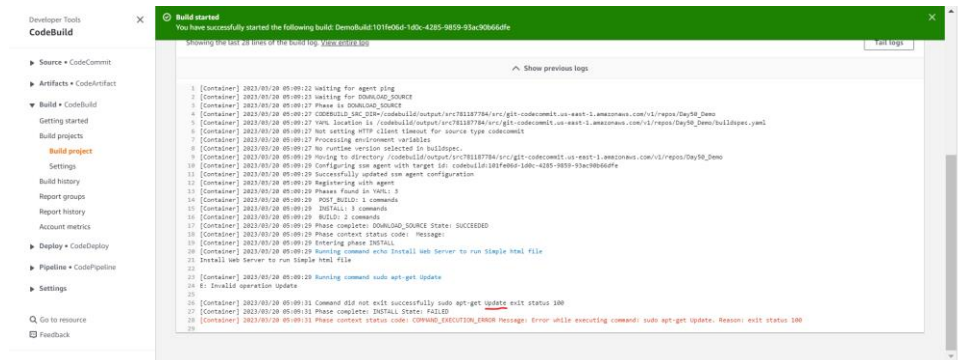 Developer Tools
CodeBuild
Source • CodeCommit
Artifacts • CodeArtifact
Build • CodeBuild
Getting started
Build projects
Build project
Settings
Build history
Report groups
Report history
Account metrics
Deploy • CodeDeploy
Pipeline • CodePipeline
Settings
Go to resource
Feedback
Build started
You have successfully started the following build: DemoBuild:101fe06d-1d0c-4285-9859-93ac90b66dfe
Showing the last 28 lines of the build log. View entire log
Tail logs
Show previous logs
1 [Container] 2023/03/20 05:09:22 Waiting for agent ping
2 [Container] 2023/03/20 05:09:23 Waiting for DOWNLOAD_SOURCE
3 [Container] 2023/03/20 05:09:27 Phase is DOWNLOAD_SOURCE
4 [Container] 2023/03/20 05:09:27 CODEBUILD_SRC_DIR=/codebuild/output/src781187784/src/git-codecommit.us-east-1.amazonaws.com/v1/repos/Day50_Demo
5 [Container] 2023/03/20 05:09:27 YAML location is /codebuild/output/src781187784/src/git-codecommit.us-east-1.amazonaws.com/v1/repos/Day50_Demo/buildspec.yaml
6 [Container] 2023/03/20 05:09:27 Not setting HTTP client timeout for source type codecommit
7 [Container] 2023/03/20 05:09:27 Processing environment variables
8 [Container] 2023/03/20 05:09:27 No runtime version selected in buildspec.
9 [Container] 2023/03/20 05:09:29 Moving to directory /codebuild/output/src781187784/src/git-codecommit.us-east-1.amazonaws.com/v1/repos/Day50_Demo
10 [Container] 2023/03/20 05:09:29 Configuring ssm agent with target id: codebuild:101fe06d-1d0c-4285-9859-93ac90b66dfe
11 [Container] 2023/03/20 05:09:29 Successfully updated ssm agent configuration
12 [Container] 2023/03/20 05:09:29 Registering with agent
13 [Container] 2023/03/20 05:09:29 Phases found in YAML: 3
14 [Container] 2023/03/20 05:09:29 POST_BUILD: 1 commands
15 [Container] 2023/03/20 05:09:29 INSTALL: 3 commands
16 [Container] 2023/03/20 05:09:29 BUILD: 2 commands
17 [Container] 2023/03/20 05:09:29 Phase complete: DOWNLOAD_SOURCE State: SUCCEEDED
18 [Container] 2023/03/20 05:09:29 Phase context status code: Message:
19 [Container] 2023/03/20 05:09:29 Entering phase INSTALL
20 [Container] 2023/03/20 05:09:29 Running command echo Install Web Server to run Simple html file
21 Install Web Server to run Simple html file
22
23 [Container] 2023/03/20 05:09:29 Running command sudo apt-get Update
24 E: Invalid operation Update
25
26 [Container] 2023/03/20 05:09:31 Command did not exit successfully sudo apt-get Update exit status 100
27 [Container] 2023/03/20 05:09:31 Phase complete: INSTALL State: FAILED
28 [Container] 2023/03/20 05:09:31 Phase context status code: COMMAND_EXECUTION_ERROR Message: Error while executing command: sudo apt-get Update. Reason: exit status 100
29